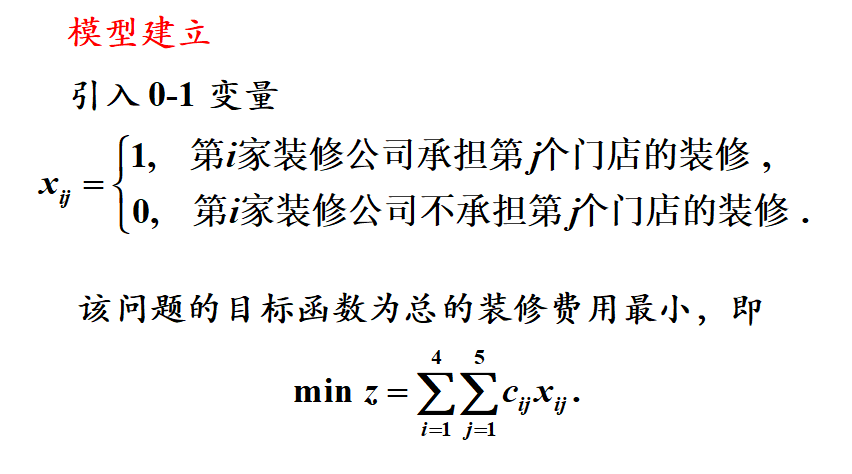 模型建立
引入 0-1 变量
x_{ij} = { 1, 第i家装修公司承担第j个门店的装修,
0, 第i家装修公司不承担第j个门店的装修.
该问题的目标函数为总的装修费用最小，即
min z = \sum_{i=1}^{4} \sum_{j=1}^{5} c_{ij} x_{ij}.